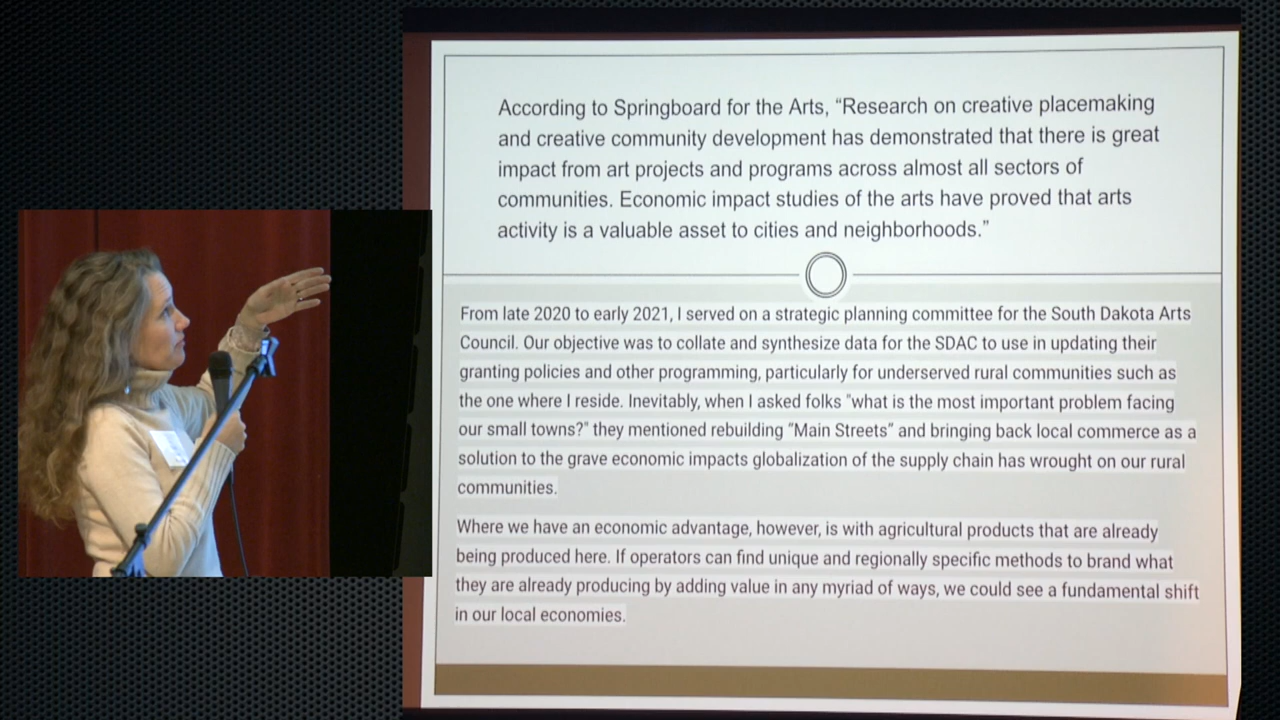 According to Springboard for the Arts, “Research on creative placemaking
and creative community development has demonstrated that there is great
impact from art projects and programs across almost all sectors of
communities. Economic impact studies of the arts have proved that arts
activity is a valuable asset to cities and neighborhoods.”
From late 2020 to early 2021, I served on a strategic planning committee for the South Dakota Arts
Council. Our objective was to collate and synthesize data for the SDAC to use in updating their
granting policies and other programming, particularly for underserved rural communities such as
the one where I reside. Inevitably, when I asked folks "what is the most important problem facing
our small towns?" they mentioned rebuilding “Main Streets” and bringing back local commerce as a
solution to the grave economic impacts globalization of the supply chain has wrought on our rural
communities.
Where we have an economic advantage, however, is with agricultural products that are already
being produced here. If operators can find unique and regionally specific methods to brand what
they are already producing by adding value in any myriad of ways, we could see a fundamental shift
in our local economies.